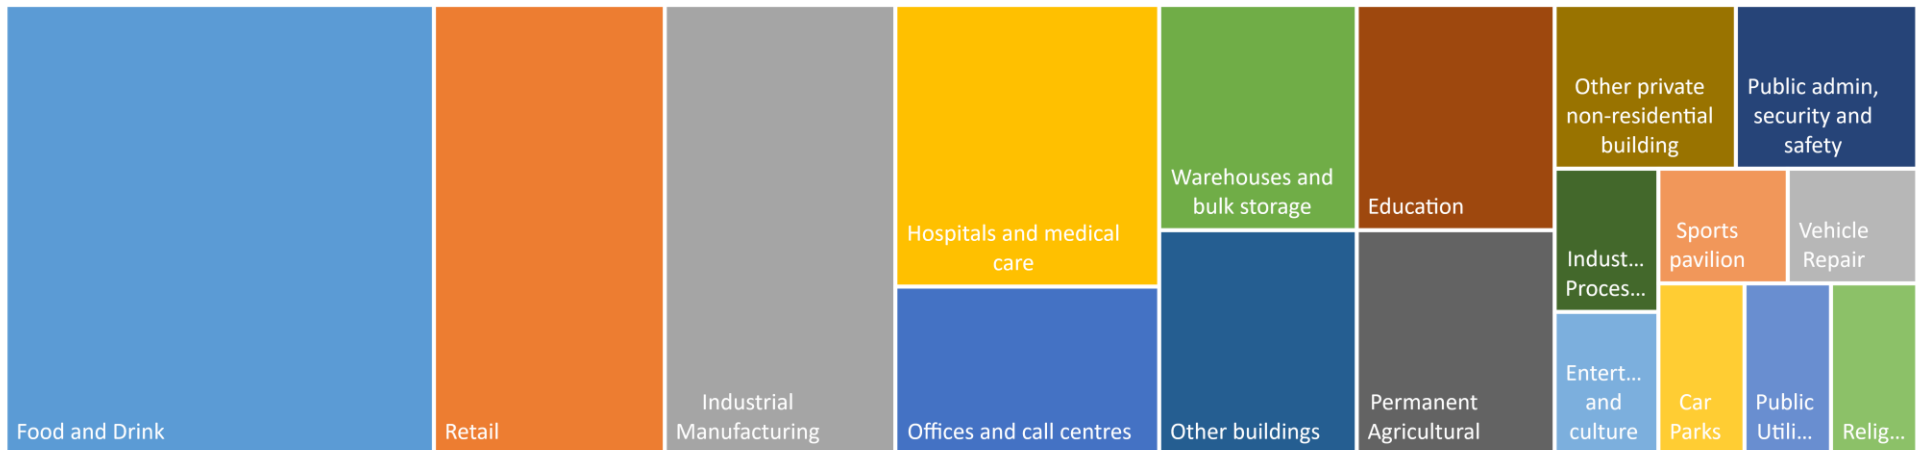 Food and Drink
Retail
Industrial
Manufacturing
Hospitals and medical
care
Offices and call centres
Warehouses and
bulk storage
Other buildings
Education
Permanent
Agricultural
Other private
non-residential
building
Public admin,
security and
safety
Indust...
Proces...
Sports
pavilion
Vehicle
Repair
Entert...
and
culture
Car
Parks
Public
Utili...
Relig...